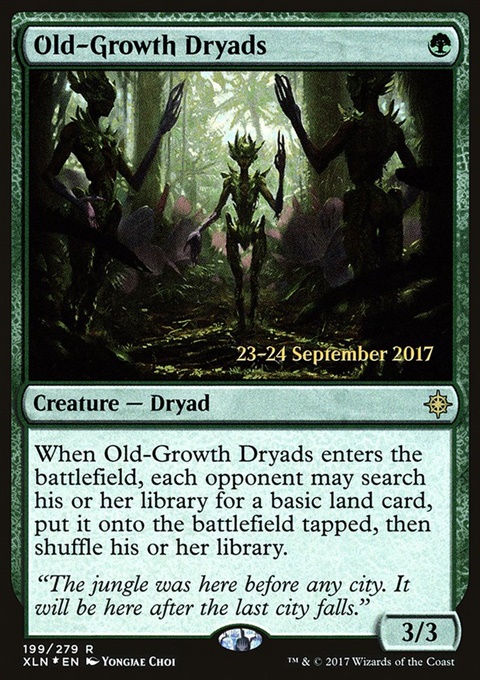 Old-Growth Dryads
23–24 September 2017
Creature — Dryad
When Old-Growth Dryads enters the
battlefield, each opponent may search
his or her library for a basic land card,
put it onto the battlefield tapped, then
shuffle his or her library.
“The jungle was here before any city. It
will be here after the last city falls.”
3/3
199/279 R
XLN ★ EN Yongjae Choi
™ & © 2017 Wizards of the Coast